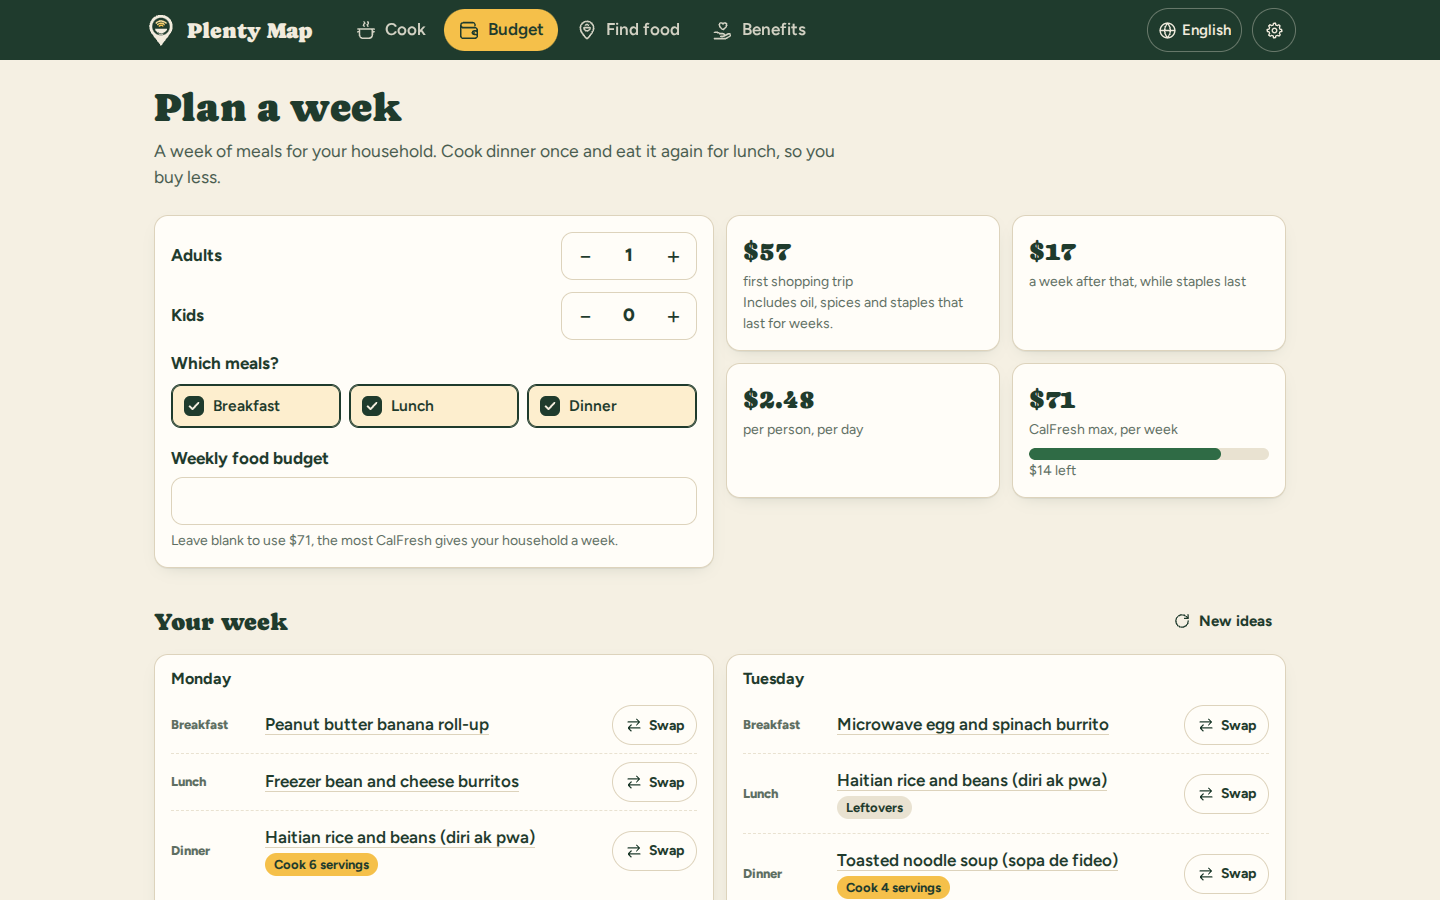 Plenty Map
Cook
Budget
Find food
Benefits
English
Plan a week
A week of meals for your household. Cook dinner once and eat it again for lunch, so you
buy less.
Adults
− 1 +
Kids
− 0 +
Which meals?
Breakfast
Lunch
Dinner
Weekly food budget
Leave blank to use $71, the most CalFresh gives your household a week.
$57
first shopping trip
Includes oil, spices and staples that
last for weeks.
$17
a week after that, while staples last
$2.48
per person, per day
$71
CalFresh max, per week
$14 left
Your week
New ideas
Monday
Breakfast
Peanut butter banana roll-up
Swap
Lunch
Freezer bean and cheese burritos
Swap
Dinner
Haitian rice and beans (diri ak pwa)
Cook 6 servings
Swap
Tuesday
Breakfast
Microwave egg and spinach burrito
Swap
Lunch
Haitian rice and beans (diri ak pwa)
Leftovers
Swap
Dinner
Toasted noodle soup (sopa de fideo)
Cook 4 servings
Swap